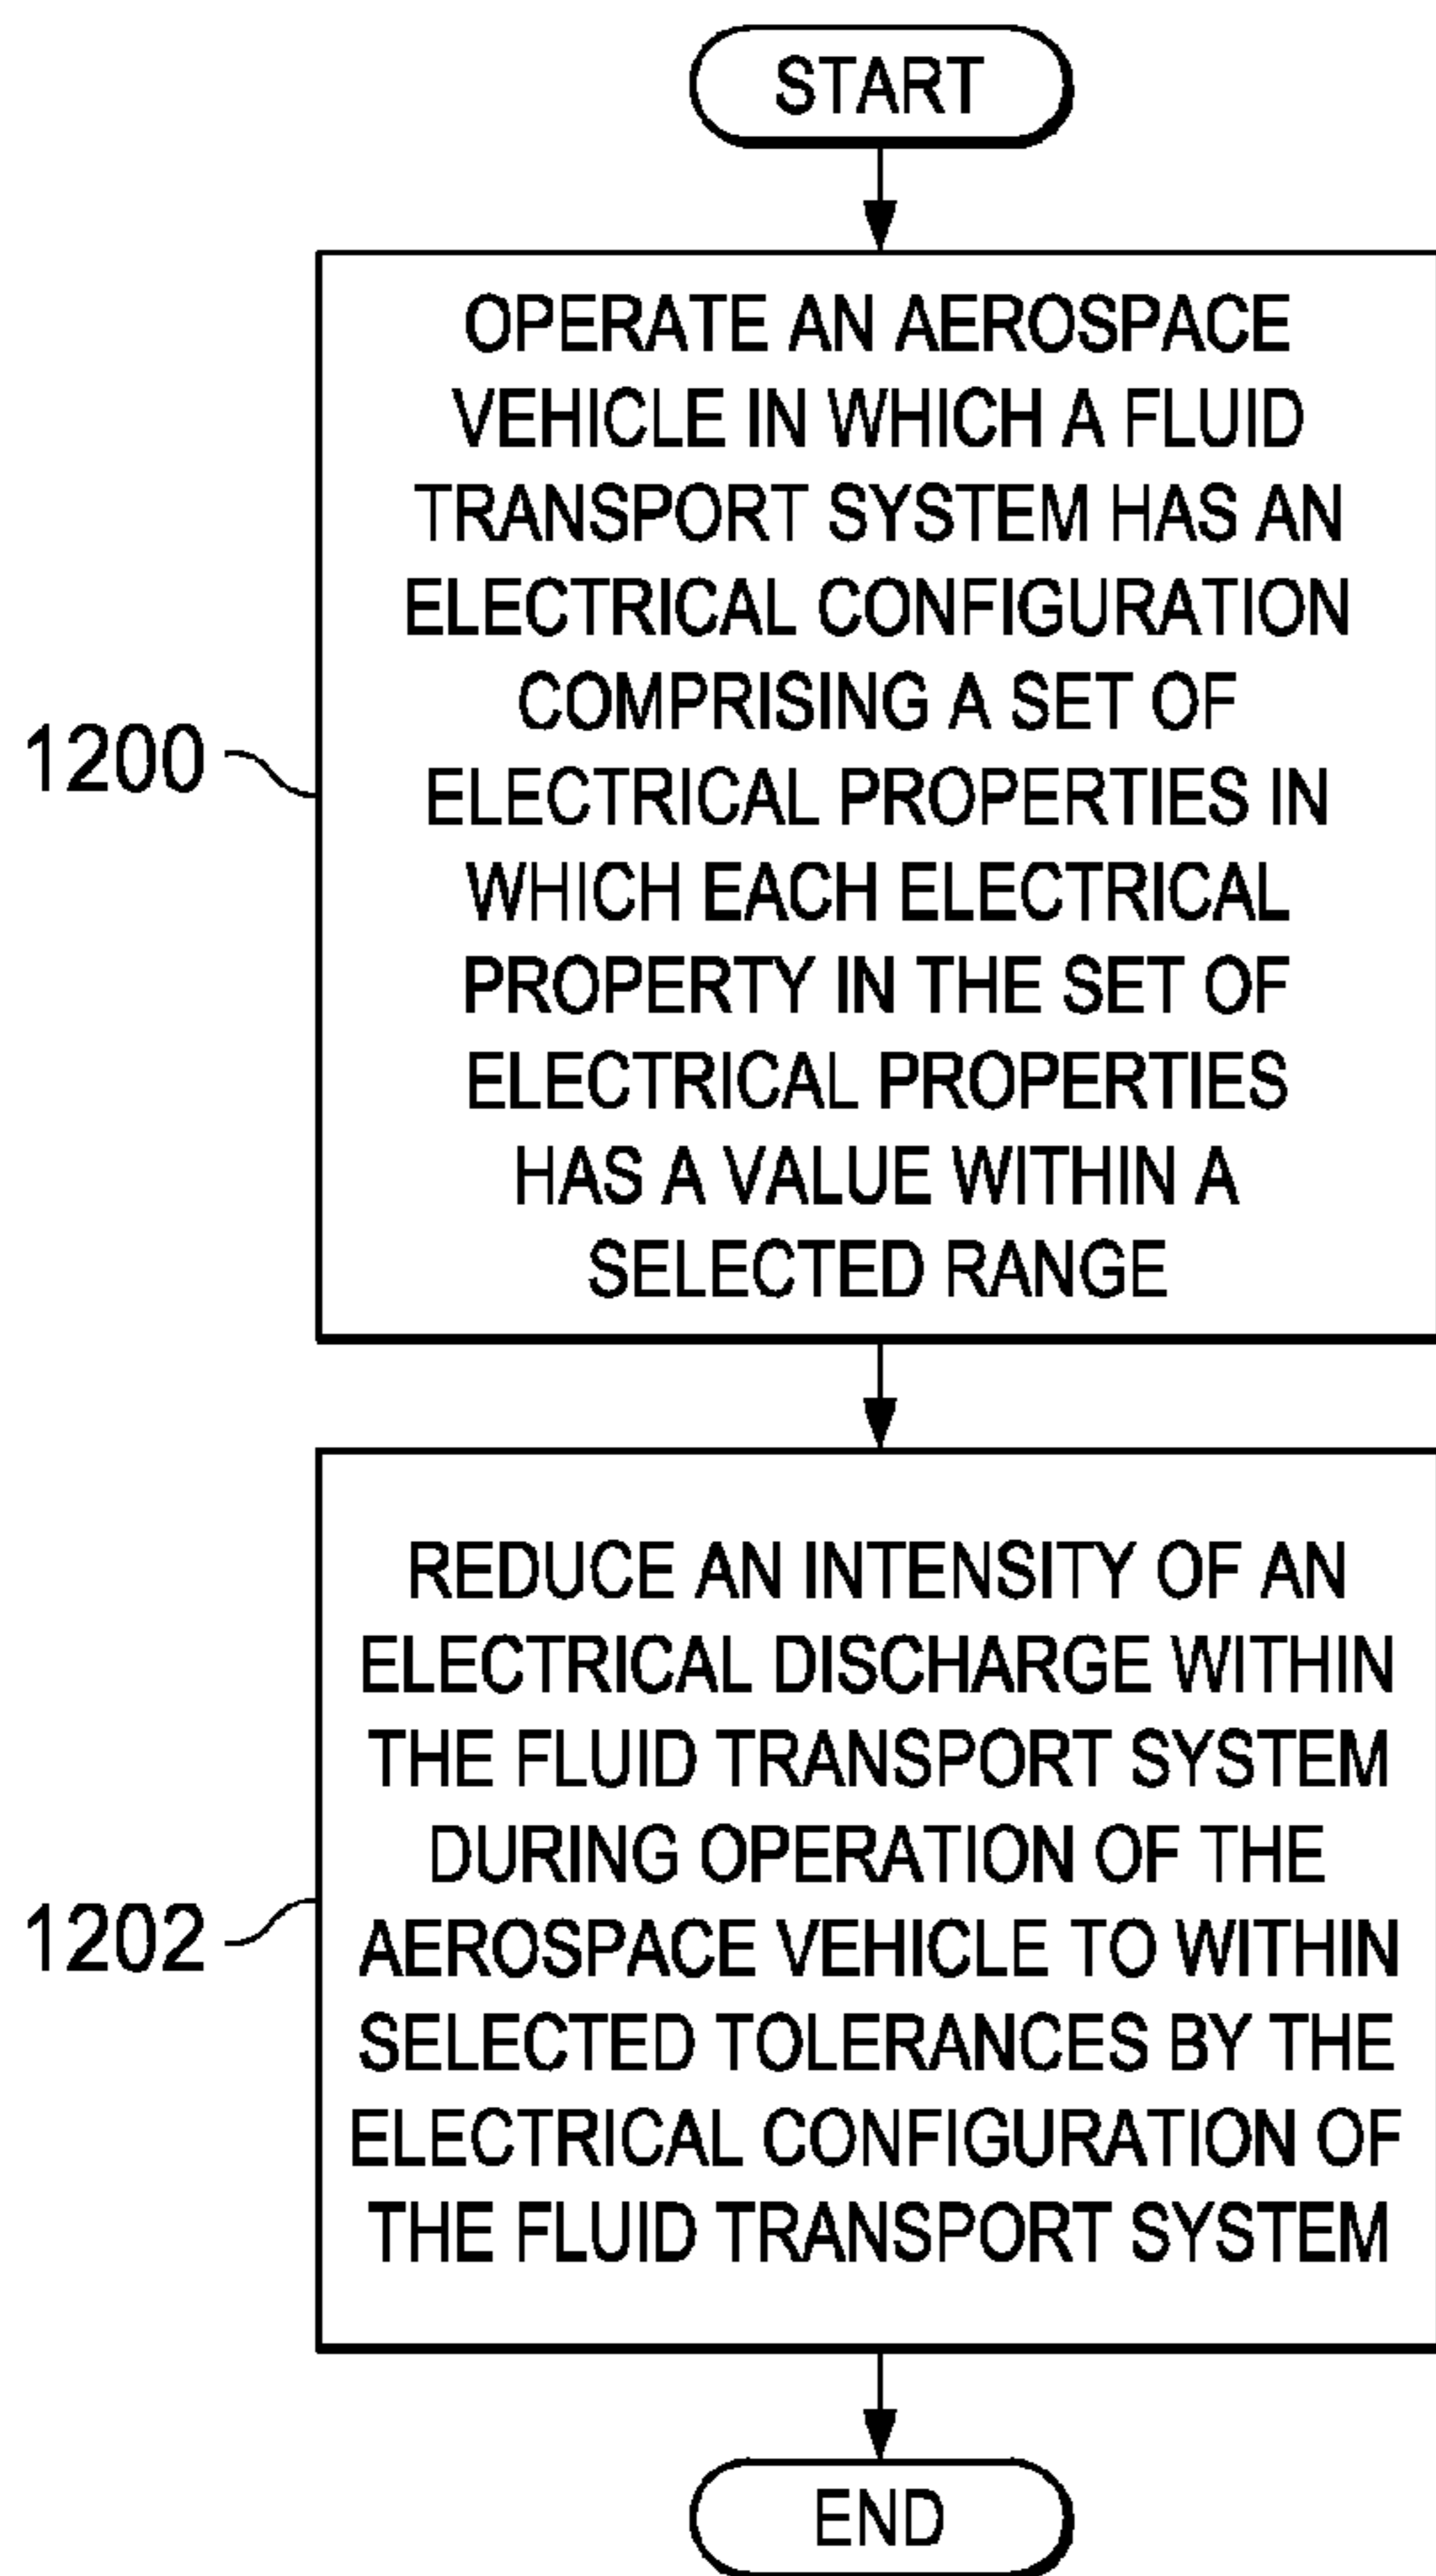 START
OPERATE AN AEROSPACE
VEHICLE IN WHICH A FLUID
TRANSPORT SYSTEM HAS AN
ELECTRICAL CONFIGURATION
COMPRISING A SET OF
ELECTRICAL PROPERTIES IN
WHICH EACH ELECTRICAL
PROPERTY IN THE SET OF
ELECTRICAL PROPERTIES
HAS A VALUE WITHIN A
SELECTED RANGE
1200
REDUCE AN INTENSITY OF AN
ELECTRICAL DISCHARGE WITHIN
THE FLUID TRANSPORT SYSTEM
DURING OPERATION OF THE
AEROSPACE VEHICLE TO WITHIN
SELECTED TOLERANCES BY THE
ELECTRICAL CONFIGURATION OF
THE FLUID TRANSPORT SYSTEM
1202
END